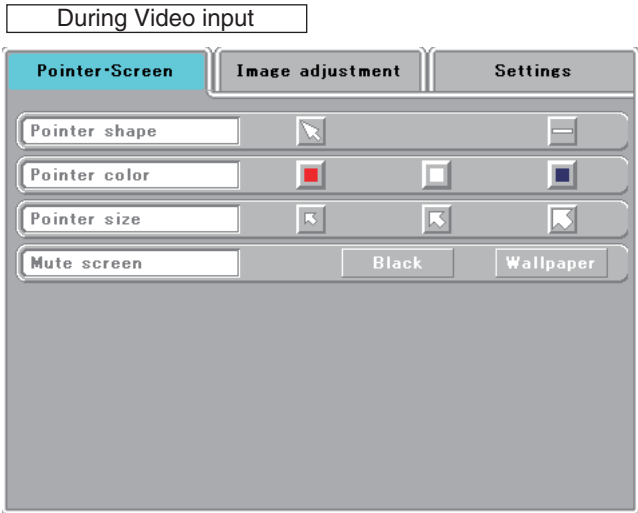 During Video input
Pointer-Screen Image adjustment Settings
Pointer shape
Pointer color
Pointer size
Mute screen Black Wallpaper